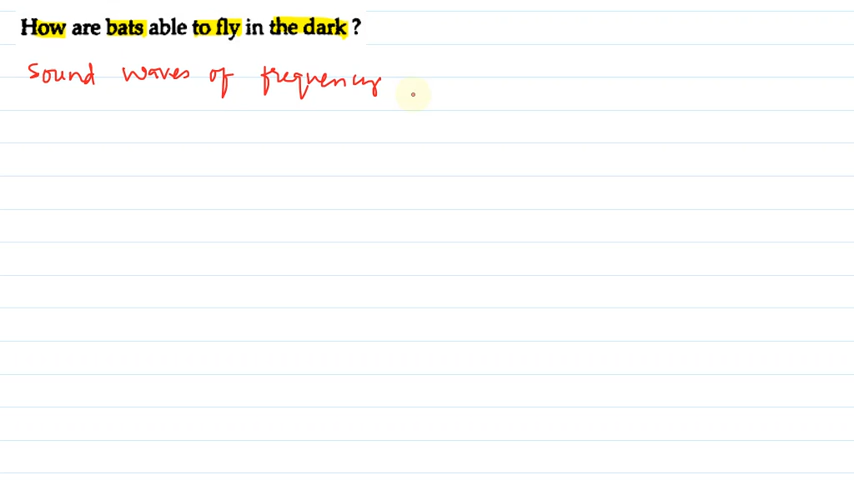 How are bats able to fly in the dark ?
Sound waves of frequency